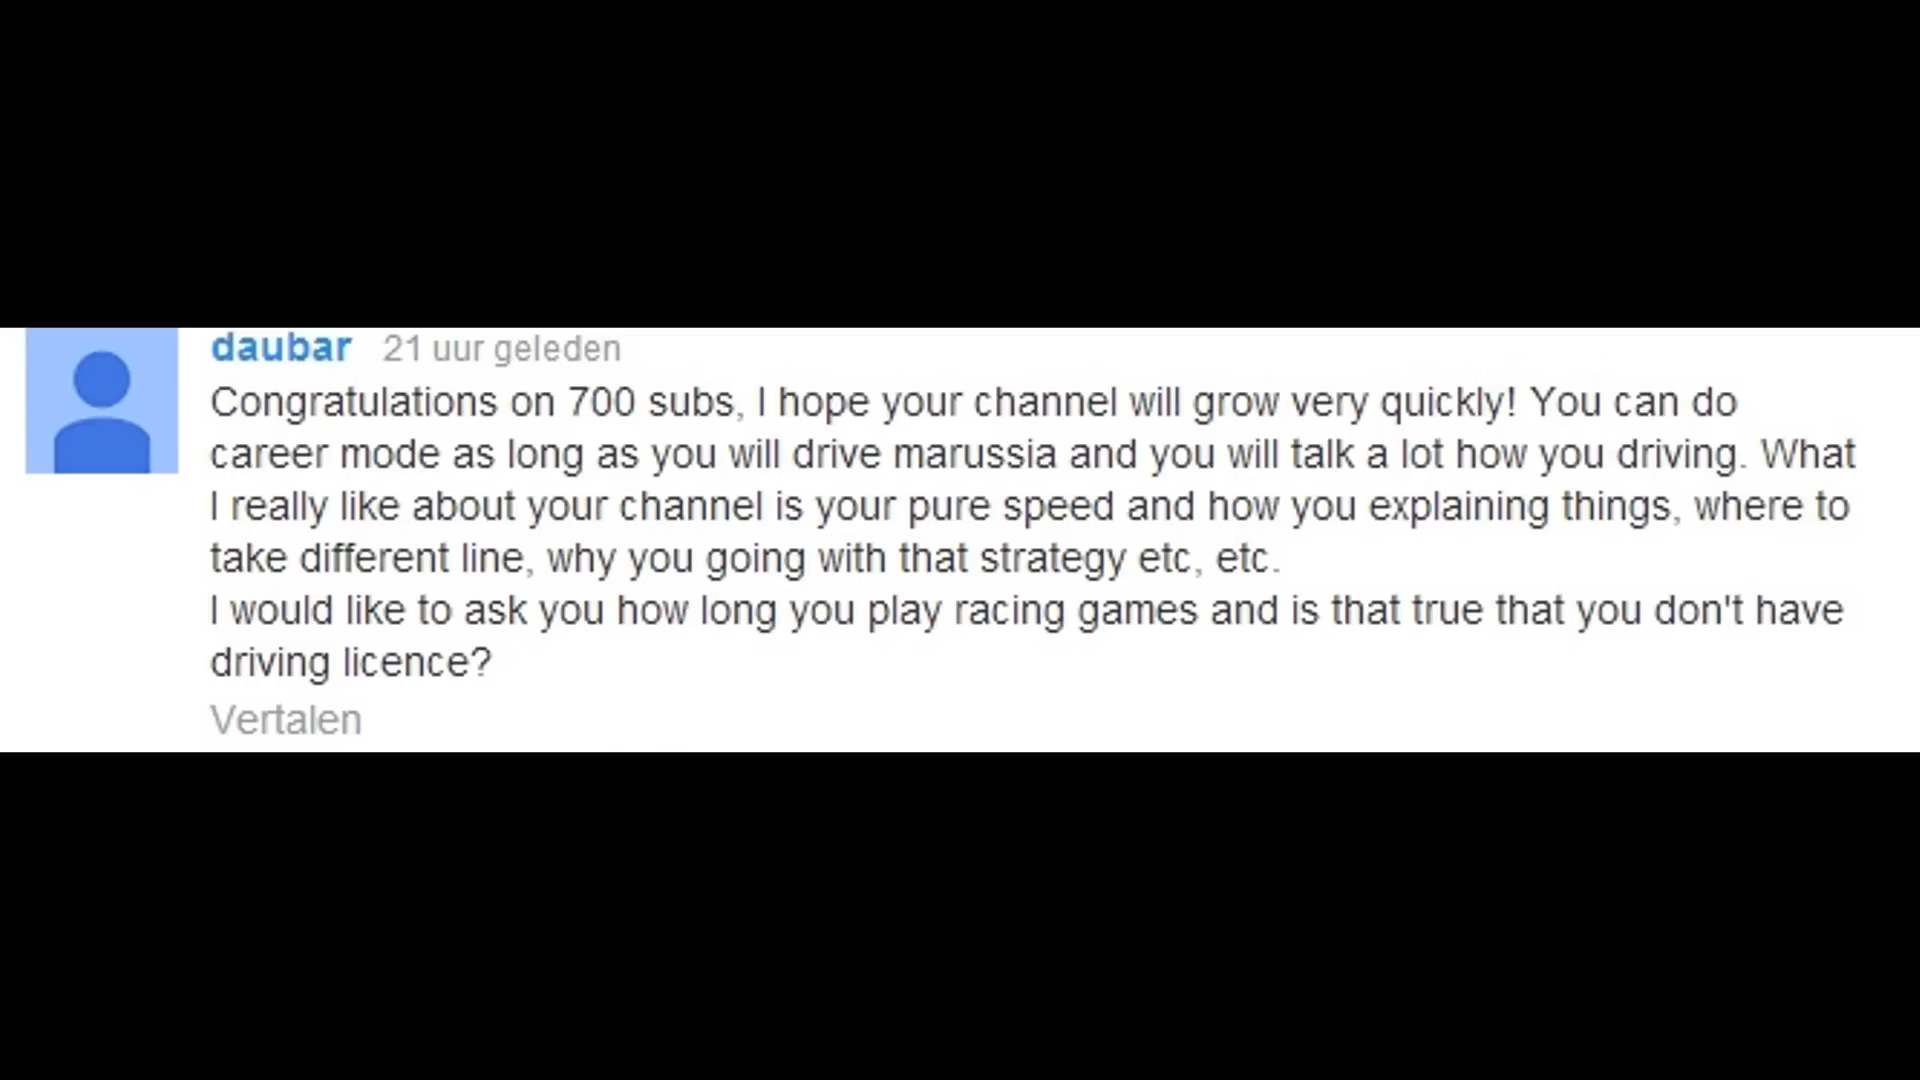 daubar 21 uur geleden
Congratulations on 700 subs, I hope your channel will grow very quickly! You can do
career mode as long as you will drive marussia and you will talk a lot how you driving. What
I really like about your channel is your pure speed and how you explaining things, where to
take different line, why you going with that strategy etc, etc.
I would like to ask you how long you play racing games and is that true that you don't have
driving licence?
Vertalen